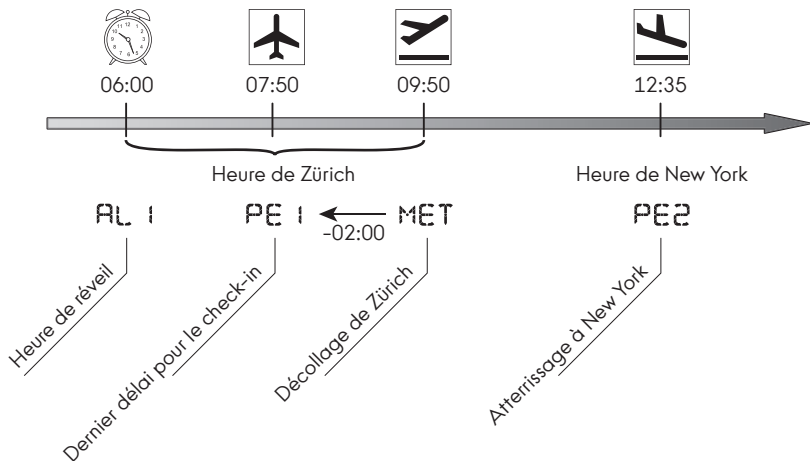 06:00
07:50
09:50
12:35
Heure de Zürich
Heure de New York
AL 1
PE 1
MET
PE2
-02:00
Heure de réveil
Dernier délai pour le check-in
Décollage de Zürich
Atterrissage à New York